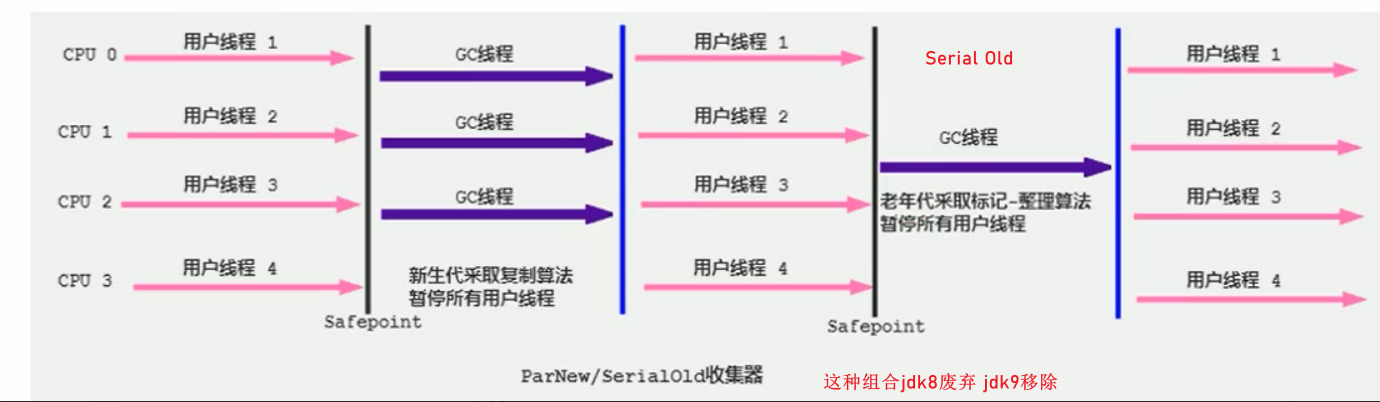 CPU 0
用户线程 1
GC线程
用户线程 1
Serial Old
用户线程 1
CPU 1
用户线程 2
GC线程
用户线程 2
GC线程
用户线程 2
CPU 2
用户线程 3
GC线程
用户线程 3
老年代采取标记-整理算法
暂停所有用户线程
用户线程 3
CPU 3
用户线程 4
新生代采取复制算法
暂停所有用户线程
用户线程 4
用户线程 4
Safepoint
Safepoint
ParNew/SerialOld收集器
这种组合jdk8废弃 jdk9移除